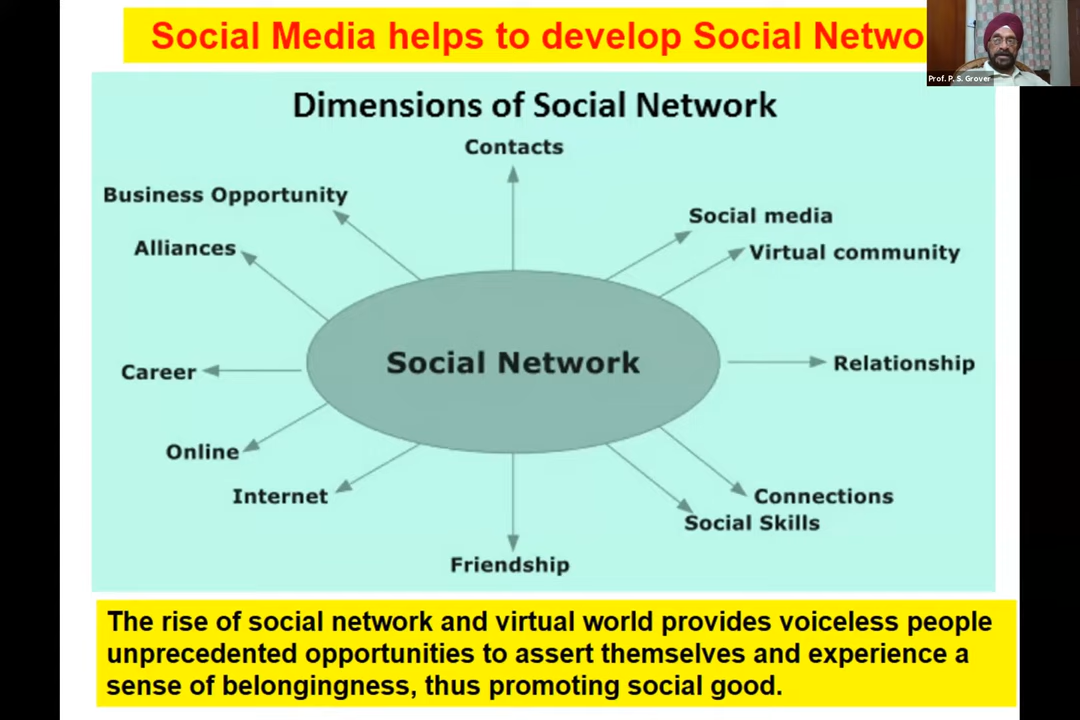 Social Media helps to develop Social Netwo
Prof. P. S. Grover
Dimensions of Social Network
Contacts
Business Opportunity
Social media
Alliances
Virtual community
Social Network
Relationship
Career
Online
Internet
Connections
Social Skills
Friendship
The rise of social network and virtual world provides voiceless people
unprecedented opportunities to assert themselves and experience a
sense of belongingness, thus promoting social good.